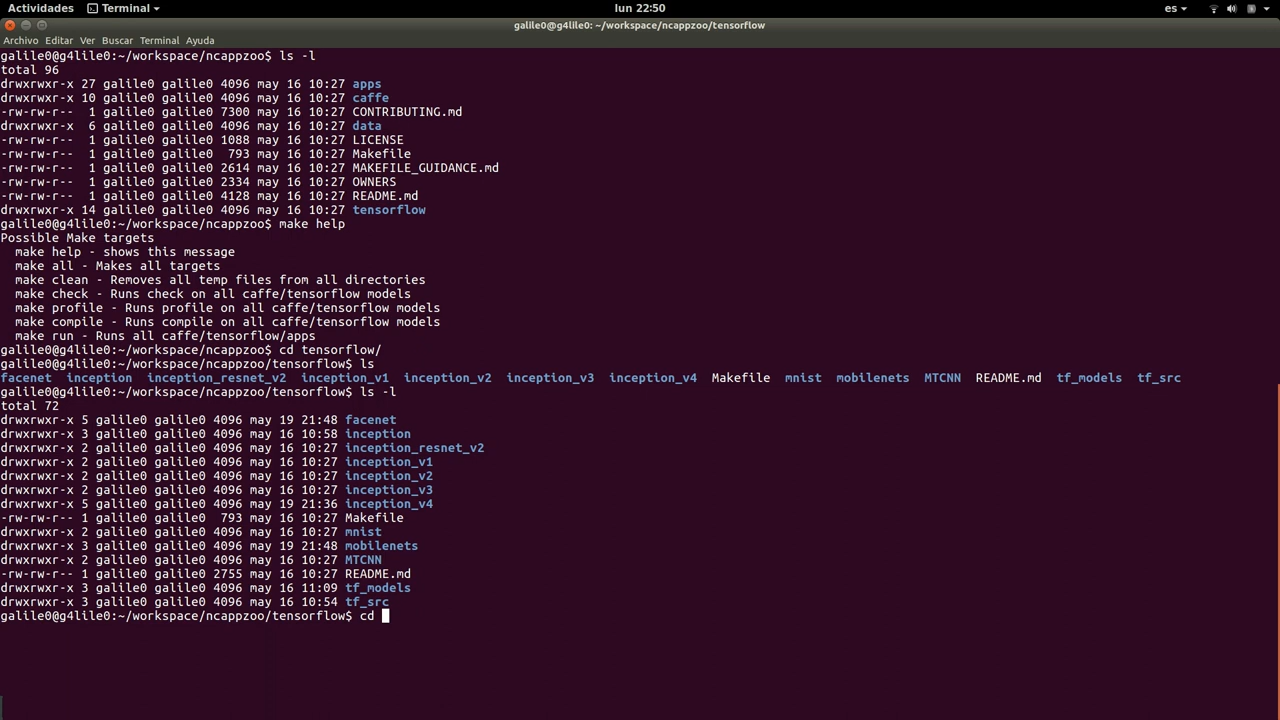 Actividades Terminal lun 22:50 es
galile0@g4lile0: ~/workspace/ncappzoo/tensorflow
Archivo Editar Ver Buscar Terminal Ayuda
galile0@g4lile0:~/workspace/ncappzoo$ ls -l
total 96
drwxrwxr-x 27 galile0 galile0 4096 may 16 10:27 apps
drwxrwxr-x 10 galile0 galile0 4096 may 16 10:27 caffe
-rw-rw-r-- 1 galile0 galile0 7300 may 16 10:27 CONTRIBUTING.md
drwxrwxr-x 6 galile0 galile0 4096 may 16 10:27 data
-rw-rw-r-- 1 galile0 galile0 1088 may 16 10:27 LICENSE
-rw-rw-r-- 1 galile0 galile0 793 may 16 10:27 Makefile
-rw-rw-r-- 1 galile0 galile0 2614 may 16 10:27 MAKEFILE_GUIDANCE.md
-rw-rw-r-- 1 galile0 galile0 2334 may 16 10:27 OWNERS
-rw-rw-r-- 1 galile0 galile0 4128 may 16 10:27 README.md
drwxrwxr-x 14 galile0 galile0 4096 may 16 10:27 tensorflow
galile0@g4lile0:~/workspace/ncappzoo$ make help
Possible Make targets
make help - shows this message
make all - Makes all targets
make clean - Removes all temp files from all directories
make check - Runs check on all caffe/tensorflow models
make profile - Runs profile on all caffe/tensorflow models
make compile - Runs compile on all caffe/tensorflow models
make run - Runs all caffe/tensorflow/apps
galile0@g4lile0:~/workspace/ncappzoo$ cd tensorflow/
galile0@g4lile0:~/workspace/ncappzoo/tensorflow$ ls
facenet inception inception_resnet_v2 inception_v1 inception_v2 inception_v3 inception_v4 Makefile mnist mobilenets MTCNN README.md tf_models tf_src
galile0@g4lile0:~/workspace/ncappzoo/tensorflow$ ls -l
total 72
drwxrwxr-x 5 galile0 galile0 4096 may 19 21:48 facenet
drwxrwxr-x 3 galile0 galile0 4096 may 16 10:58 inception
drwxrwxr-x 2 galile0 galile0 4096 may 16 10:27 inception_resnet_v2
drwxrwxr-x 2 galile0 galile0 4096 may 16 10:27 inception_v1
drwxrwxr-x 2 galile0 galile0 4096 may 16 10:27 inception_v2
drwxrwxr-x 2 galile0 galile0 4096 may 16 10:27 inception_v3
drwxrwxr-x 5 galile0 galile0 4096 may 19 21:36 inception_v4
-rw-rw-r-- 1 galile0 galile0 793 may 16 10:27 Makefile
drwxrwxr-x 2 galile0 galile0 4096 may 16 10:27 mnist
drwxrwxr-x 3 galile0 galile0 4096 may 19 21:48 mobilenets
drwxrwxr-x 2 galile0 galile0 4096 may 16 10:27 MTCNN
-rw-rw-r-- 1 galile0 galile0 2755 may 16 10:27 README.md
drwxrwxr-x 3 galile0 galile0 4096 may 16 11:09 tf_models
drwxrwxr-x 3 galile0 galile0 4096 may 16 10:54 tf_src
galile0@g4lile0:~/workspace/ncappzoo/tensorflow$ cd